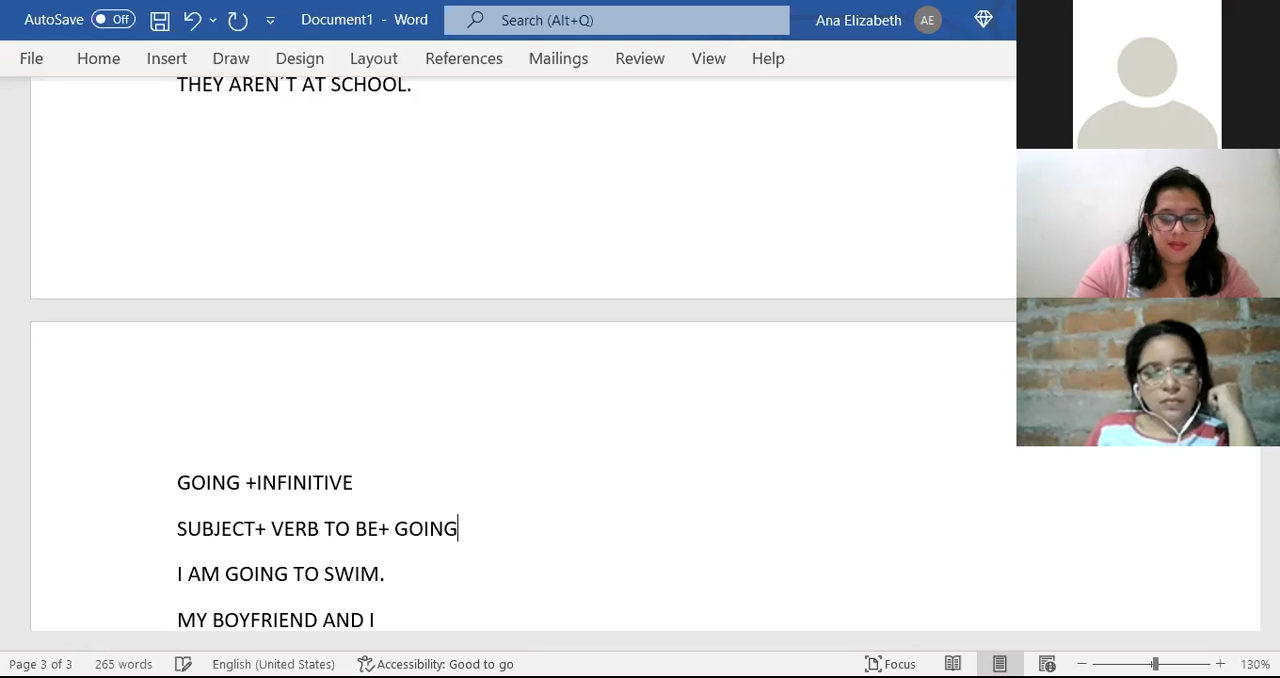 AutoSave Off Document1 - Word Search (Alt+Q) Ana Elizabeth AE
File Home Insert Draw Design Layout References Mailings Review View Help
THEY AREN´T AT SCHOOL.
GOING +INFINITIVE
SUBJECT+ VERB TO BE+ GOING
I AM GOING TO SWIM.
MY BOYFRIEND AND I
Page 3 of 3 265 words English (United States) Accessibility: Good to go Focus 130%